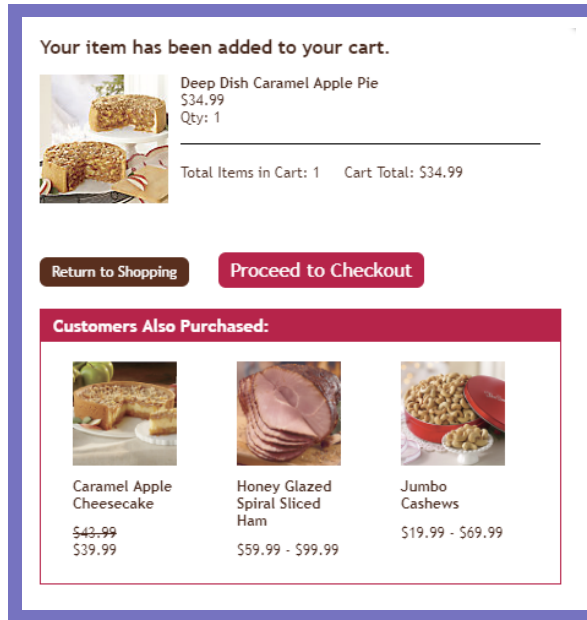 Your item has been added to your cart.
Deep Dish Caramel Apple Pie
$34.99
Qty: 1
Total Items in Cart: 1 Cart Total: $34.99
Return to Shopping
Proceed to Checkout
Customers Also Purchased:
Caramel Apple
Cheesecake
$43.99
$39.99
Honey Glazed
Spiral Sliced
Ham
$59.99 - $99.99
Jumbo
Cashews
$19.99 - $69.99